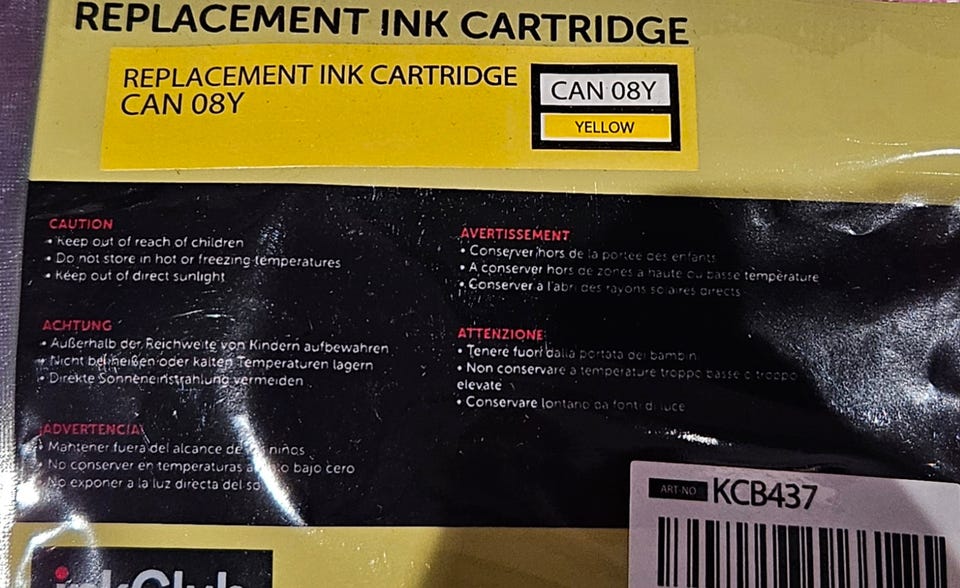 REPLACEMENT INK CARTRIDGE
REPLACEMENT INK CARTRIDGE
CAN 08Y
CAN 08Y
YELLOW
CAUTION
• Keep out of reach of children
• Do not store in hot or freezing temperatures
• Keep out of direct sunlight
AVERTISSEMENT
• Conserver hors de la portée des enfants
• A conserver hors de zones à haute ou basse température
• Conserver à l'abri des rayons solaires directs
ACHTUNG
• Außerhalb der Reichweite von Kindern aufbewahren
• Nicht bei heißen oder kalten Temperaturen lagern
• Direkte Sonneneinstrahlung vermeiden
ATTENZIONE
• Tenere fuori dalla portata dei bambini
• Non conservare a temperature troppo basse o troppo
elevate
• Conservare lontano da fonti di luce
ADVERTENCIA
• Mantener fuera del alcance de niños
• No conserver en temperaturas bajo cero
• No exponer a la luz directa del
ART-NO KCB437
inkClub